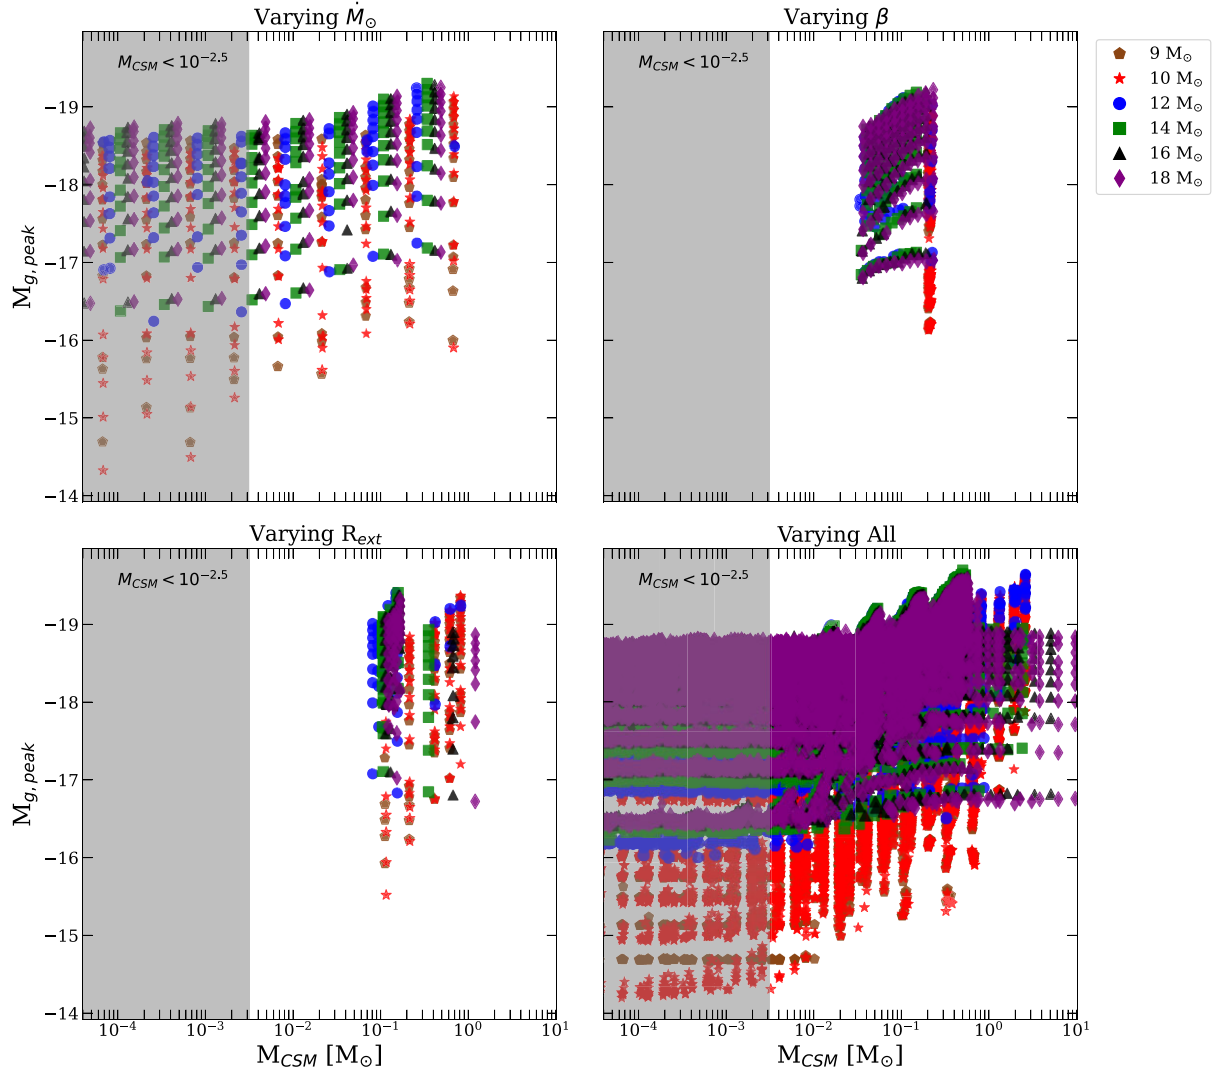 Varying Ṁ☉
Varying β
M_CSM < 10^−2.5
M_CSM < 10^−2.5
9 M☉
10 M☉
12 M☉
14 M☉
16 M☉
18 M☉
−19
−18
−17
−16
−15
−14
M_g,peak
Varying R_ext
Varying All
M_CSM < 10^−2.5
M_CSM < 10^−2.5
−19
−18
−17
−16
−15
−14
M_g,peak
10^−4
10^−3
10^−2
10^−1
10^0
10^1
10^−4
10^−3
10^−2
10^−1
10^0
10^1
M_CSM [M☉]
M_CSM [M☉]